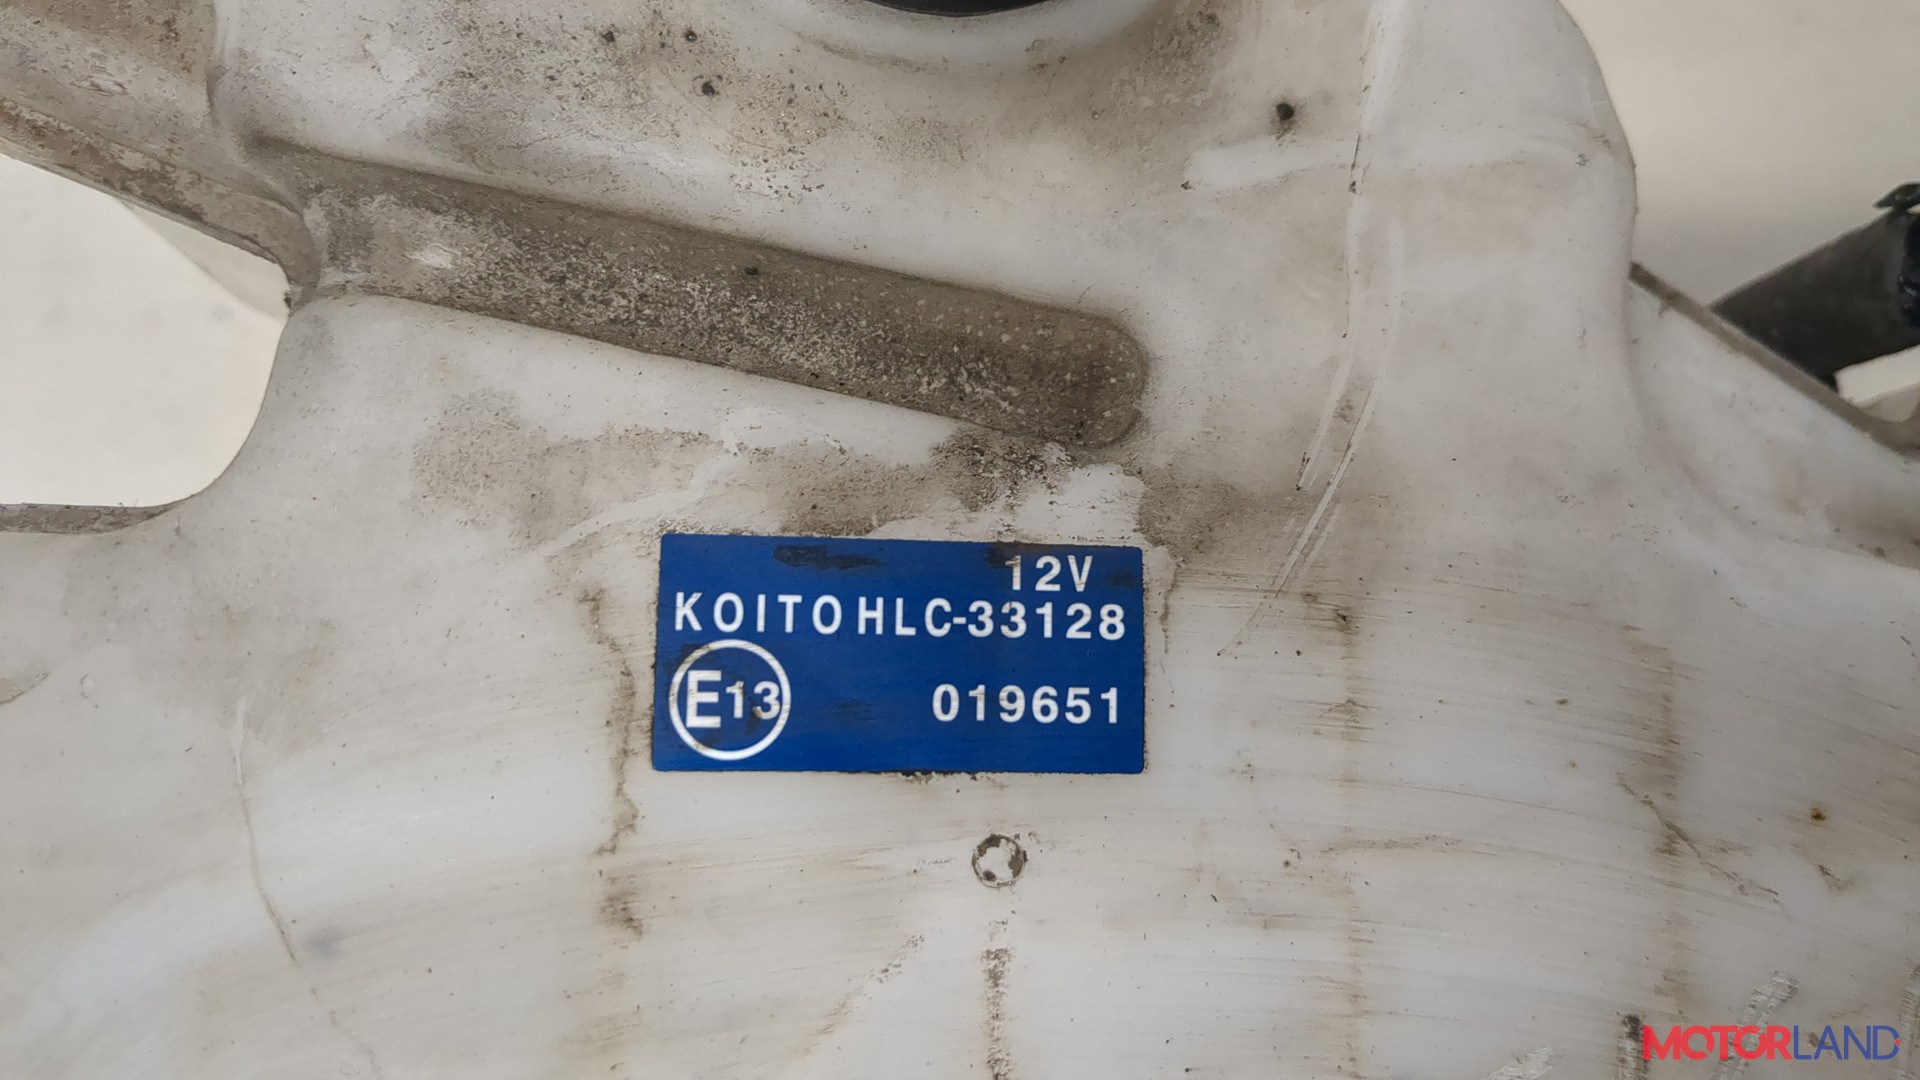 12V
KOITO HLC-33128
E13 019651
MOTORLAND